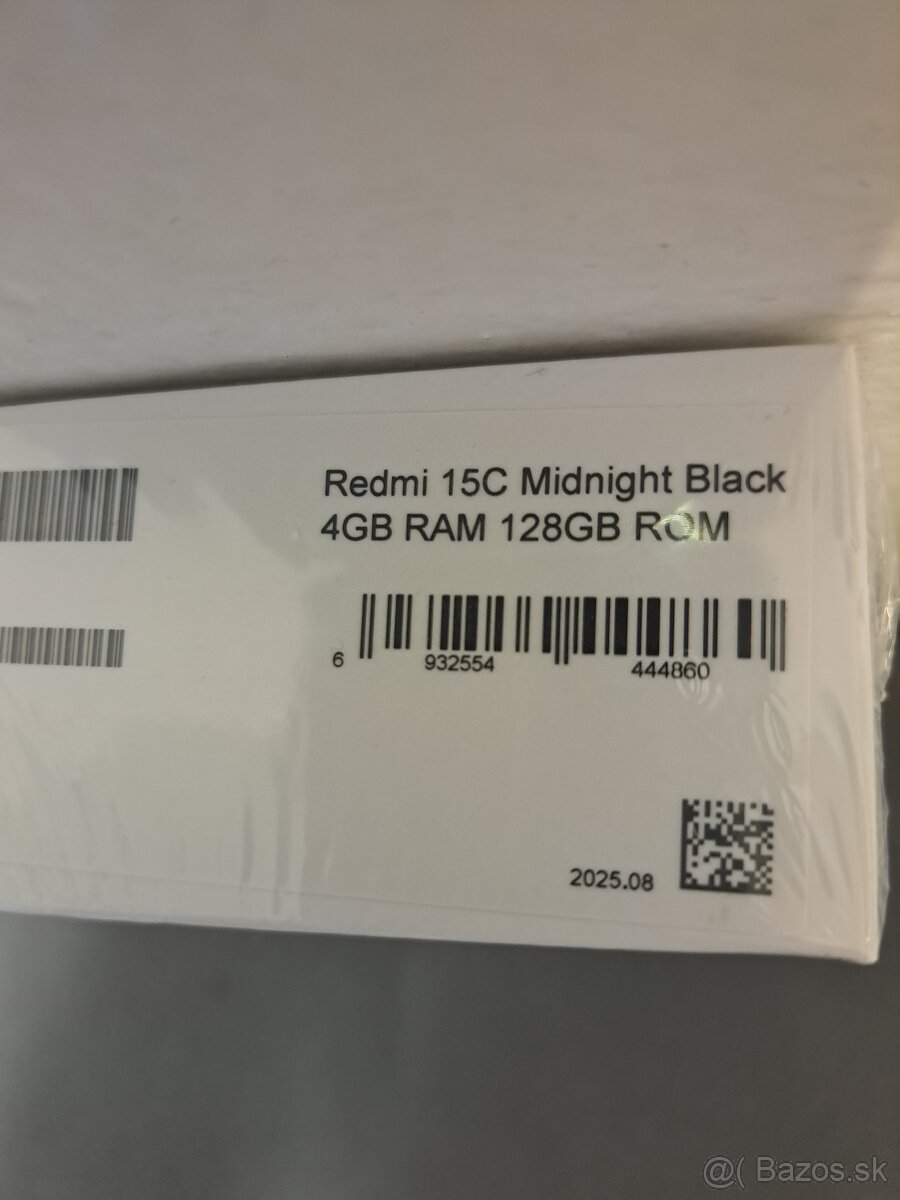 Redmi 15C Midnight Black
4GB RAM 128GB ROM
6 932554 444860
2025.08
@( Bazos.sk